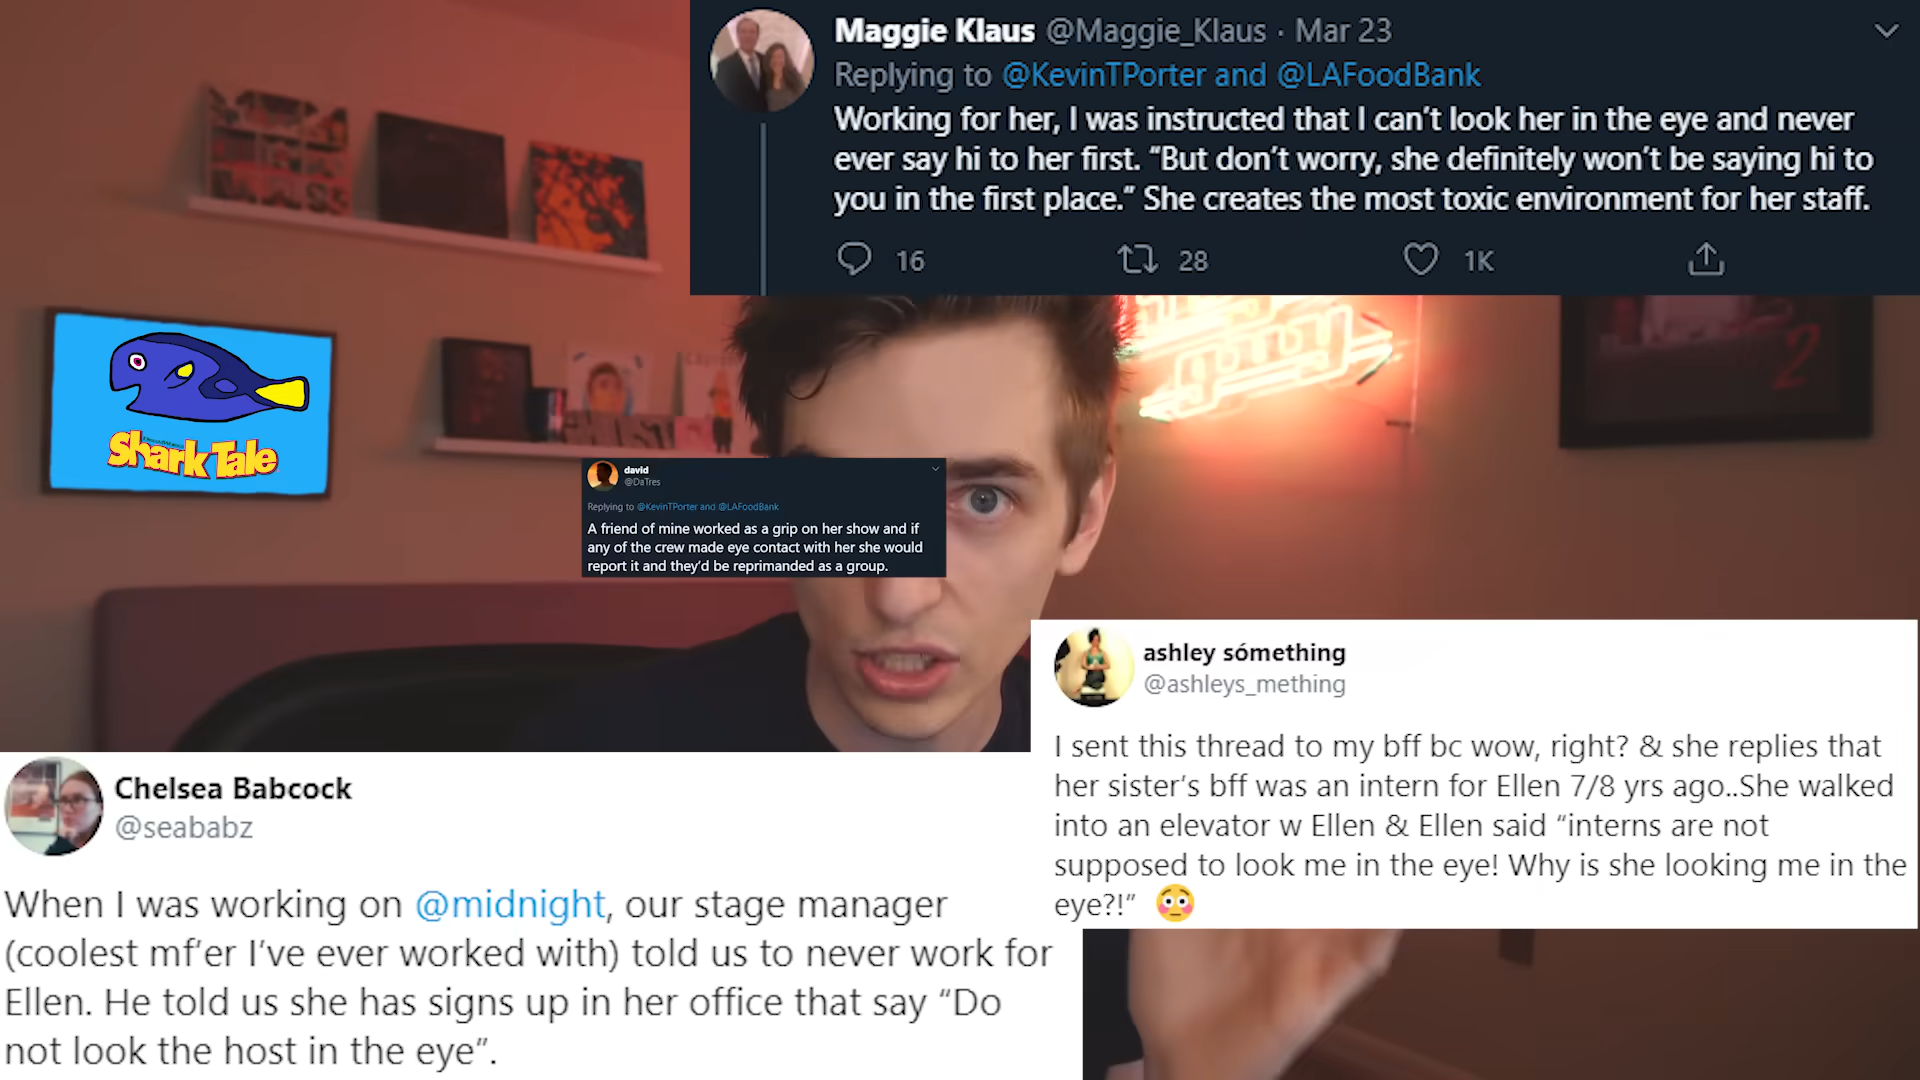 Maggie Klaus @Maggie_Klaus · Mar 23
Replying to @KevinTPorter and @LAFoodBank
Working for her, I was instructed that I can't look her in the eye and never
ever say hi to her first. “But don't worry, she definitely won't be saying hi to
you in the first place.” She creates the most toxic environment for her staff.
16 28 1K
Shark Tale
2
david
@DaTres
Replying to @KevinTPorter and @LAFoodBank
A friend of mine worked as a grip on her show and if
any of the crew made eye contact with her she would
report it and they'd be reprimanded as a group.
ashley sómething
@ashleys_mething
I sent this thread to my bff bc wow, right? & she replies that
her sister's bff was an intern for Ellen 7/8 yrs ago..She walked
into an elevator w Ellen & Ellen said “interns are not
supposed to look me in the eye! Why is she looking me in the
eye?!” 😳
Chelsea Babcock
@seababz
When I was working on @midnight, our stage manager
(coolest mf'er I've ever worked with) told us to never work for
Ellen. He told us she has signs up in her office that say “Do
not look the host in the eye”.